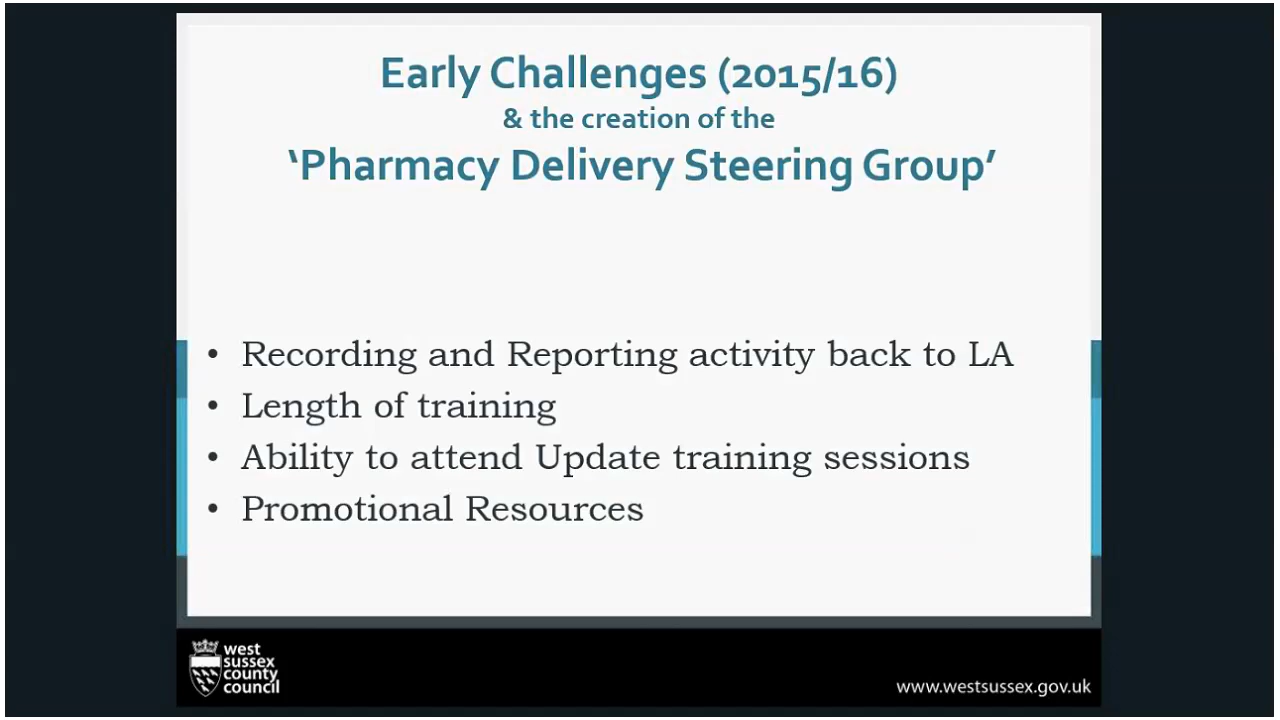 Early Challenges (2015/16)
& the creation of the
‘Pharmacy Delivery Steering Group’
• Recording and Reporting activity back to LA
• Length of training
• Ability to attend Update training sessions
• Promotional Resources
west
sussex
county
council
www.westsussex.gov.uk